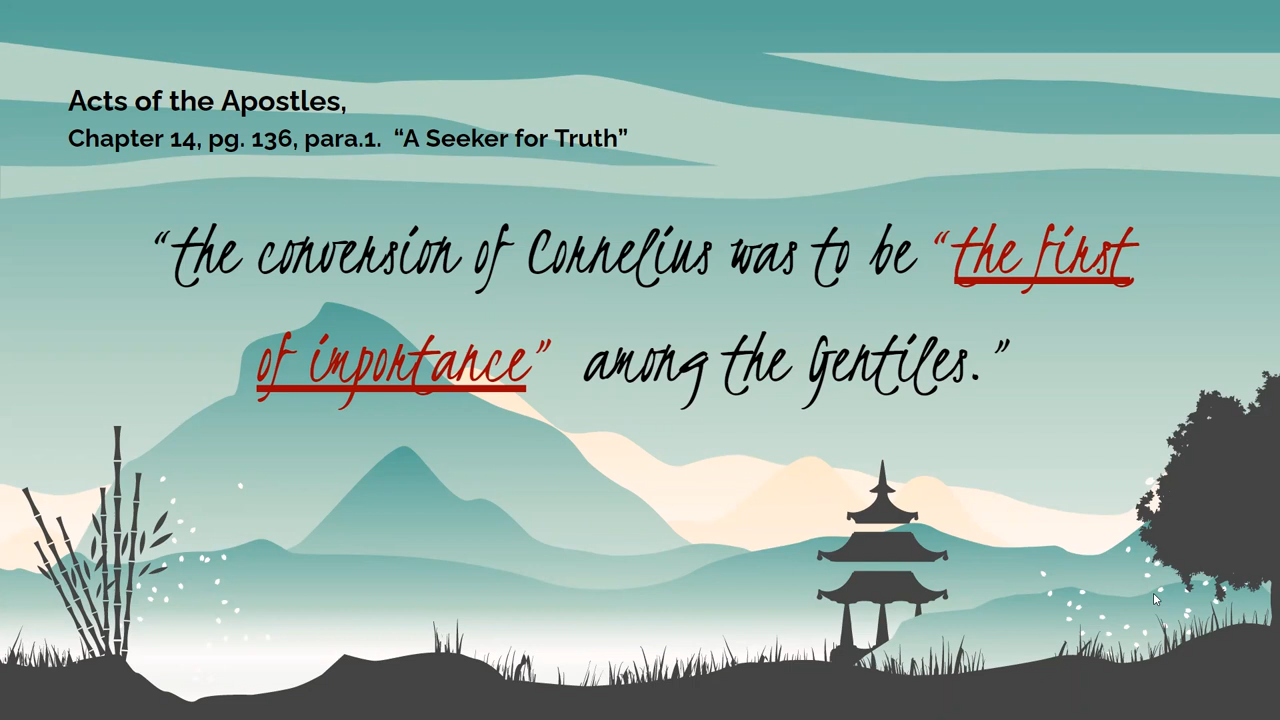 Acts of the Apostles,
Chapter 14, pg. 136, para.1. “A Seeker for Truth”
“the conversion of Cornelius was to be “the first
of importance” among the Gentiles.”